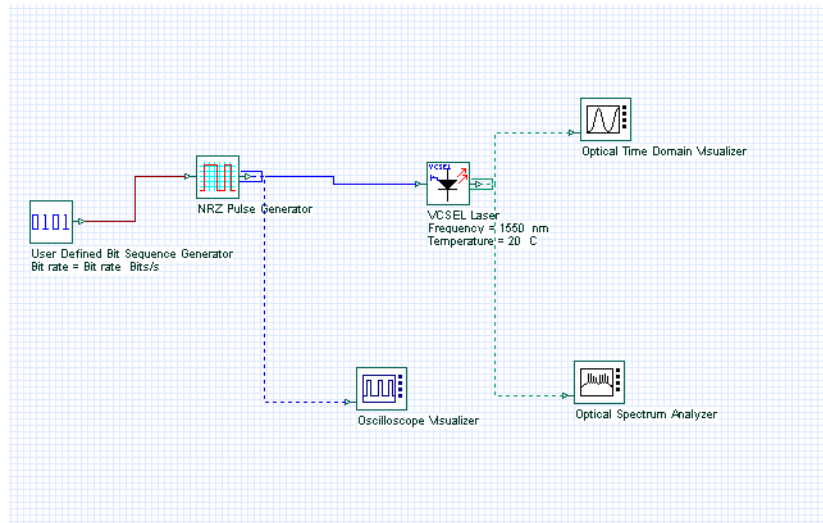 Optical Time Domain Visualizer
VCSEL
NRZ Pulse Generator
0101
VCSEL Laser
Frequency = 1550 nm
Temperature = 20 C
User Defined Bit Sequence Generator
Bit rate = Bit rate Bits/s
Oscilloscope Visualizer
Optical Spectrum Analyzer